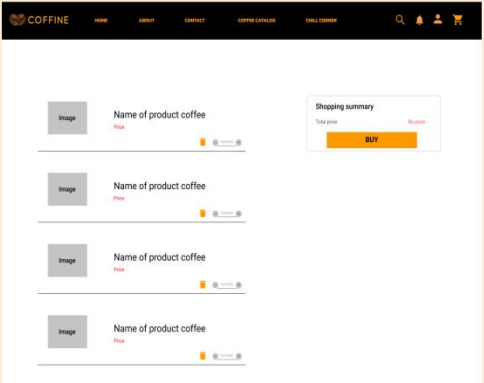 COFFINE HOME ABOUT CONTACT COFFEE CATALOG CHILL CORNER
Image
Name of product coffee
Price
Shopping summary
Total price Rp price
BUY
Image
Name of product coffee
Price
Image
Name of product coffee
Price
Image
Name of product coffee
Price